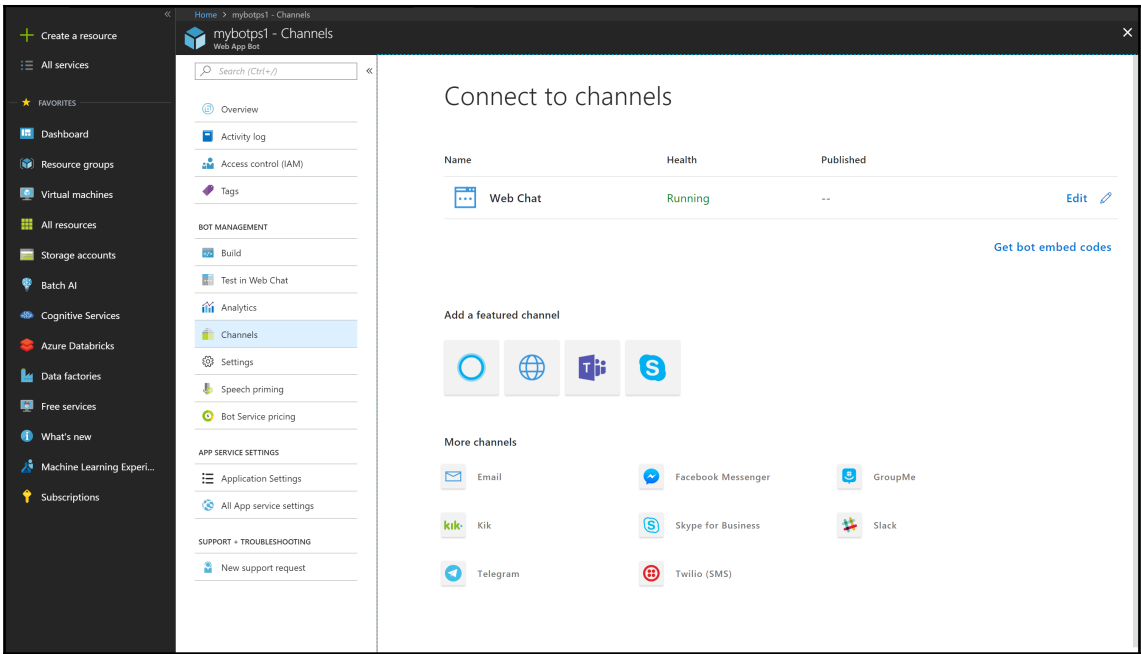 Home > mybotps1 - Channels
mybotps1 - Channels
Web App Bot
Create a resource
All services
FAVORITES
Dashboard
Resource groups
Virtual machines
All resources
Storage accounts
Batch AI
Cognitive Services
Azure Databricks
Data factories
Free services
What's new
Machine Learning Experi...
Subscriptions
Search (Ctrl+/)
Overview
Activity log
Access control (IAM)
Tags
BOT MANAGEMENT
Build
Test in Web Chat
Analytics
Channels
Settings
Speech priming
Bot Service pricing
APP SERVICE SETTINGS
Application Settings
All App service settings
SUPPORT + TROUBLESHOOTING
New support request
Connect to channels
Name Health Published
Web Chat Running -- Edit
Get bot embed codes
Add a featured channel
More channels
Email Facebook Messenger GroupMe
kik Kik Skype for Business Slack
Telegram Twilio (SMS)